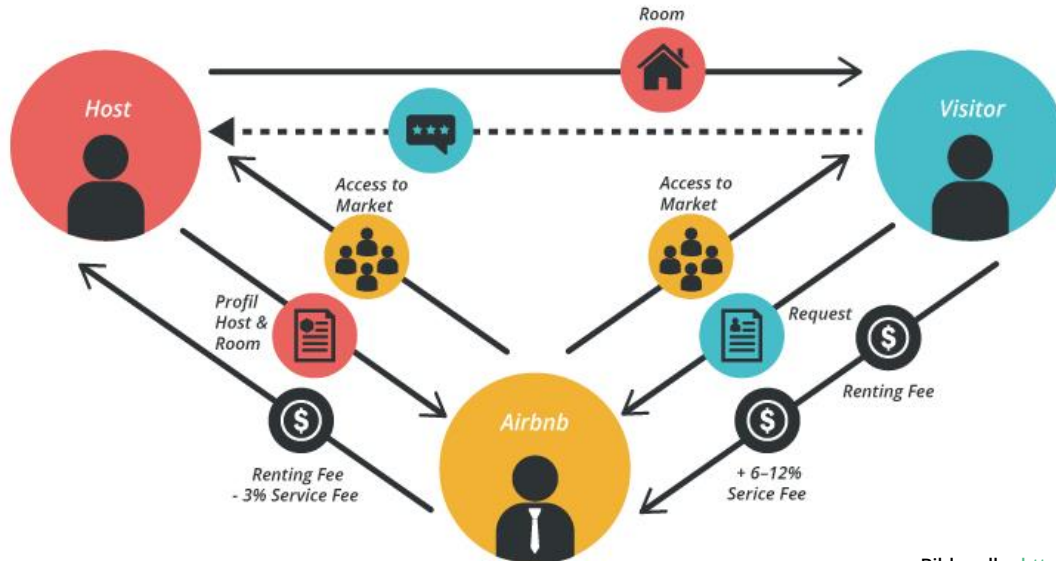 Room
Host
Visitor
Access to
Market
Access to
Market
Profil
Host &
Room
Request
Renting Fee
Airbnb
Renting Fee
- 3% Service Fee
+ 6–12%
Serice Fee